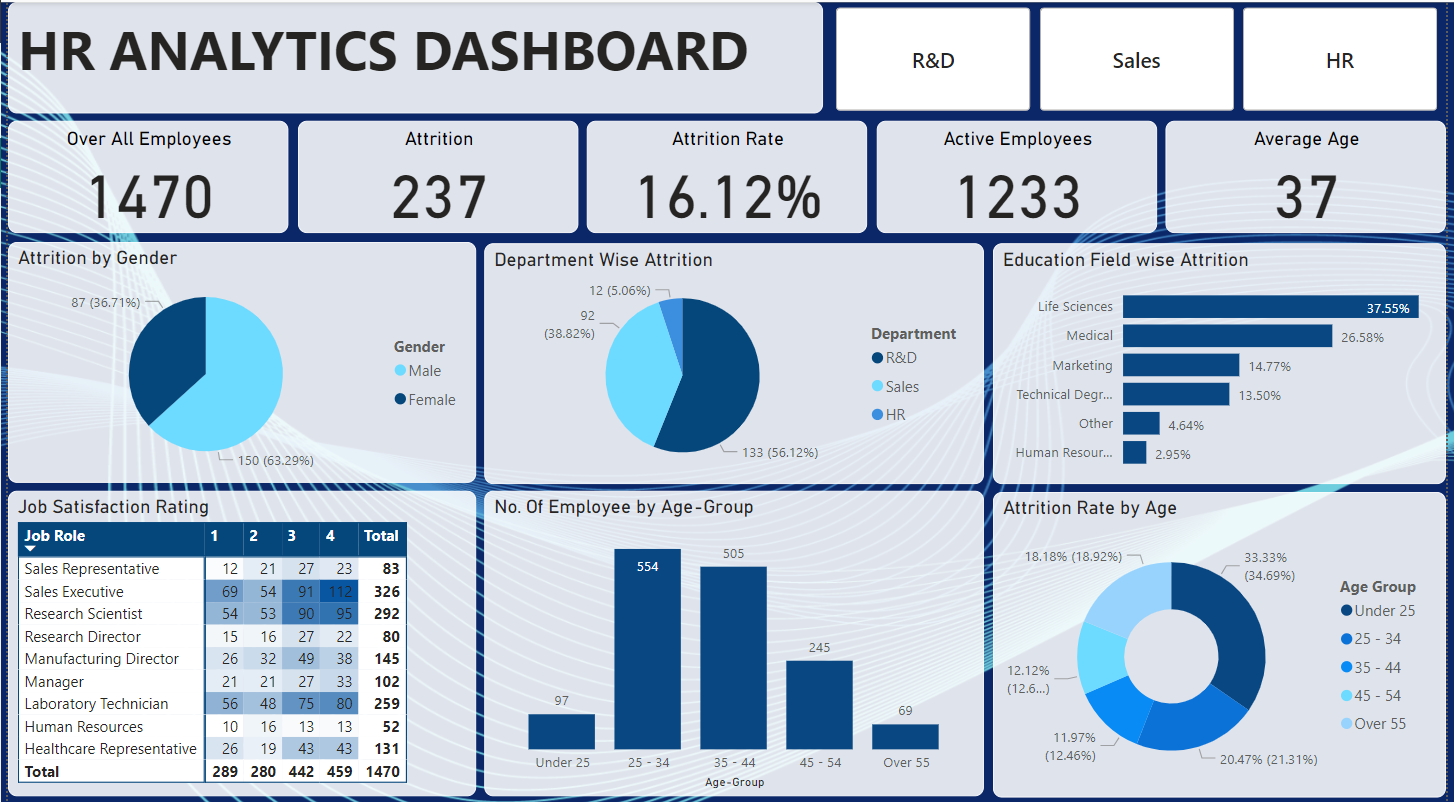 HR ANALYTICS DASHBOARD
R&D
Sales
HR
Over All Employees
1470
Attrition
237
Attrition Rate
16.12%
Active Employees
1233
Average Age
37
Attrition by Gender
87 (36.71%)
150 (63.29%)
Gender
Male
Female
Department Wise Attrition
12 (5.06%)
92
(38.82%)
133 (56.12%)
Department
R&D
Sales
HR
Education Field wise Attrition
Life Sciences 37.55%
Medical 26.58%
Marketing 14.77%
Technical Degr... 13.50%
Other 4.64%
Human Resour... 2.95%
Job Satisfaction Rating
Job Role 1 2 3 4 Total
Sales Representative 12 21 27 23 83
Sales Executive 69 54 91 112 326
Research Scientist 54 53 90 95 292
Research Director 15 16 27 22 80
Manufacturing Director 26 32 49 38 145
Manager 21 21 27 33 102
Laboratory Technician 56 48 75 80 259
Human Resources 10 16 13 13 52
Healthcare Representative 26 19 43 43 131
Total 289 280 442 459 1470
No. Of Employee by Age-Group
97 554 505 245 69
Under 25 25 - 34 35 - 44 45 - 54 Over 55
Age-Group
Attrition Rate by Age
18.18% (18.92%)
33.33%
(34.69%)
12.12%
(12.6...)
11.97%
(12.46%)
20.47% (21.31%)
Age Group
Under 25
25 - 34
35 - 44
45 - 54
Over 55